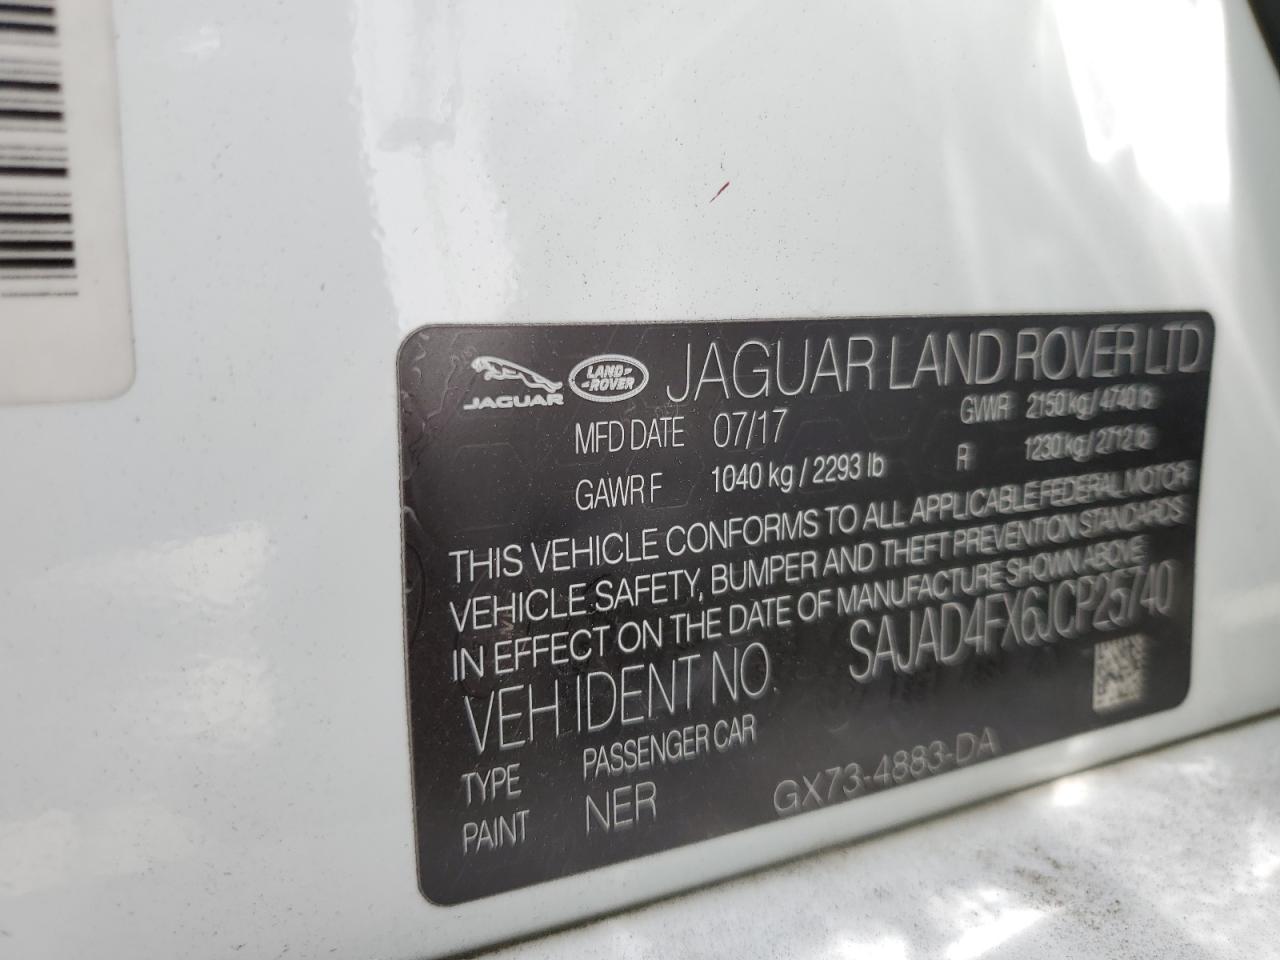 JAGUAR LAND ROVER JAGUAR LAND ROVER LTD
MFD DATE 07/17 GVWR 2150 kg / 4740 lb
GAWR F 1040 kg / 2293 lb R 1230 kg / 2712 lb
THIS VEHICLE CONFORMS TO ALL APPLICABLE FEDERAL MOTOR
VEHICLE SAFETY, BUMPER AND THEFT PREVENTION STANDARDS
IN EFFECT ON THE DATE OF MANUFACTURE SHOWN ABOVE
VEH.IDENT NO. SAJAD4FX6JCP25740
TYPE PASSENGER CAR
PAINT NER GX73-4883-DA